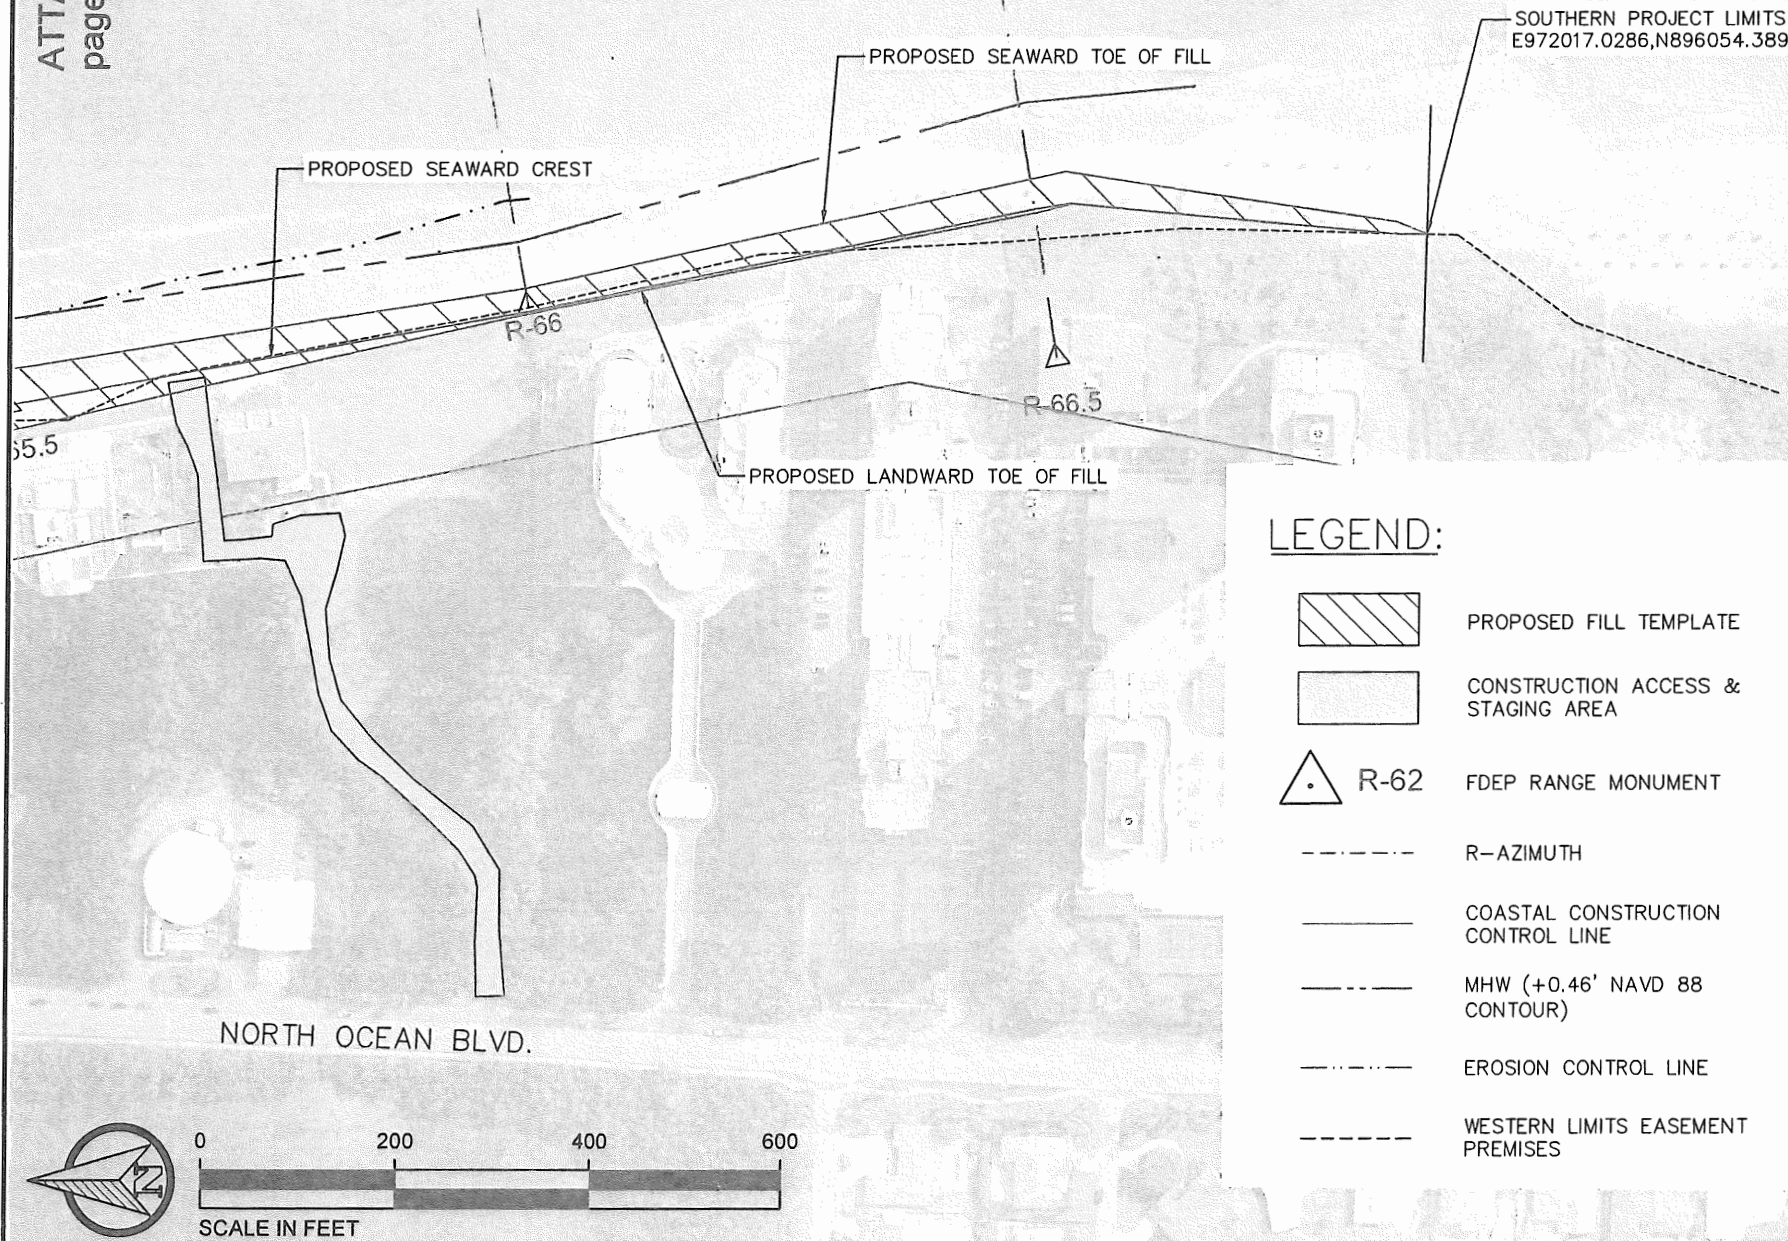 ATTA
page
SOUTHERN PROJECT LIMITS
E972017.0286,N896054.389
PROPOSED SEAWARD TOE OF FILL
PROPOSED SEAWARD CREST
R-66
R-66.5
65.5
PROPOSED LANDWARD TOE OF FILL
LEGEND:
PROPOSED FILL TEMPLATE
CONSTRUCTION ACCESS &
STAGING AREA
R-62 FDEP RANGE MONUMENT
R-AZIMUTH
COASTAL CONSTRUCTION
CONTROL LINE
MHW (+0.46' NAVD 88
CONTOUR)
EROSION CONTROL LINE
WESTERN LIMITS EASEMENT
PREMISES
NORTH OCEAN BLVD.
N
0 200 400 600
SCALE IN FEET